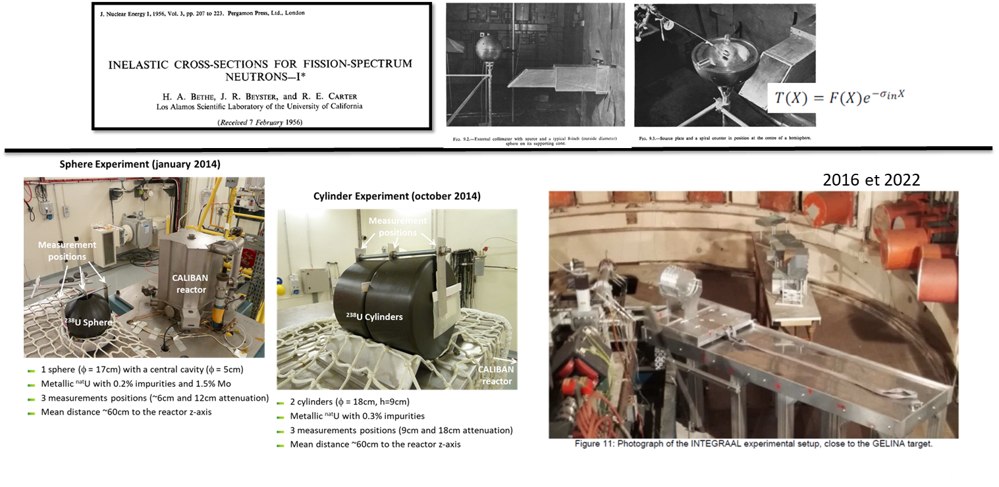 J. Nuclear Energy I, 1956, Vol. 3, pp. 207 to 223. Pergamon Press, Ltd., London
INELASTIC CROSS-SECTIONS FOR FISSION-SPECTRUM
NEUTRONS—I*
H. A. BETHE, J. R. BEYSTER, and R. E. CARTER
Los Alamos Scientific Laboratory of the University of California
(Received 7 February 1956)
FIG. 9.2.—External collimator with source and a typical 8-inch (outside diameter)
sphere on its supporting cone.
FIG. 9.3.—Source plate and a spiral counter in position at the centre of a hemisphere.
T(X) = F(X)e^{−σ_{in}X}
Sphere Experiment (january 2014)
Measurement
positions
CALIBAN
reactor
²³⁸U Sphere
1 sphere (ϕ = 17cm) with a central cavity (ϕ = 5cm)
Metallic ⁿᵃᵗU with 0.2% impurities and 1.5% Mo
3 measurements positions (~6cm and 12cm attenuation)
Mean distance ~60cm to the reactor z-axis
Cylinder Experiment (october 2014)
Measurement
positions
²³⁸U Cylinders
CALIBAN
reactor
2 cylinders (ϕ = 18cm, h=9cm)
Metallic ⁿᵃᵗU with 0.3% impurities
3 measurements positions (9cm and 18cm attenuation)
Mean distance ~60cm to the reactor z-axis
2016 et 2022
Figure 11: Photograph of the INTEGRAAL experimental setup, close to the GELINA target.